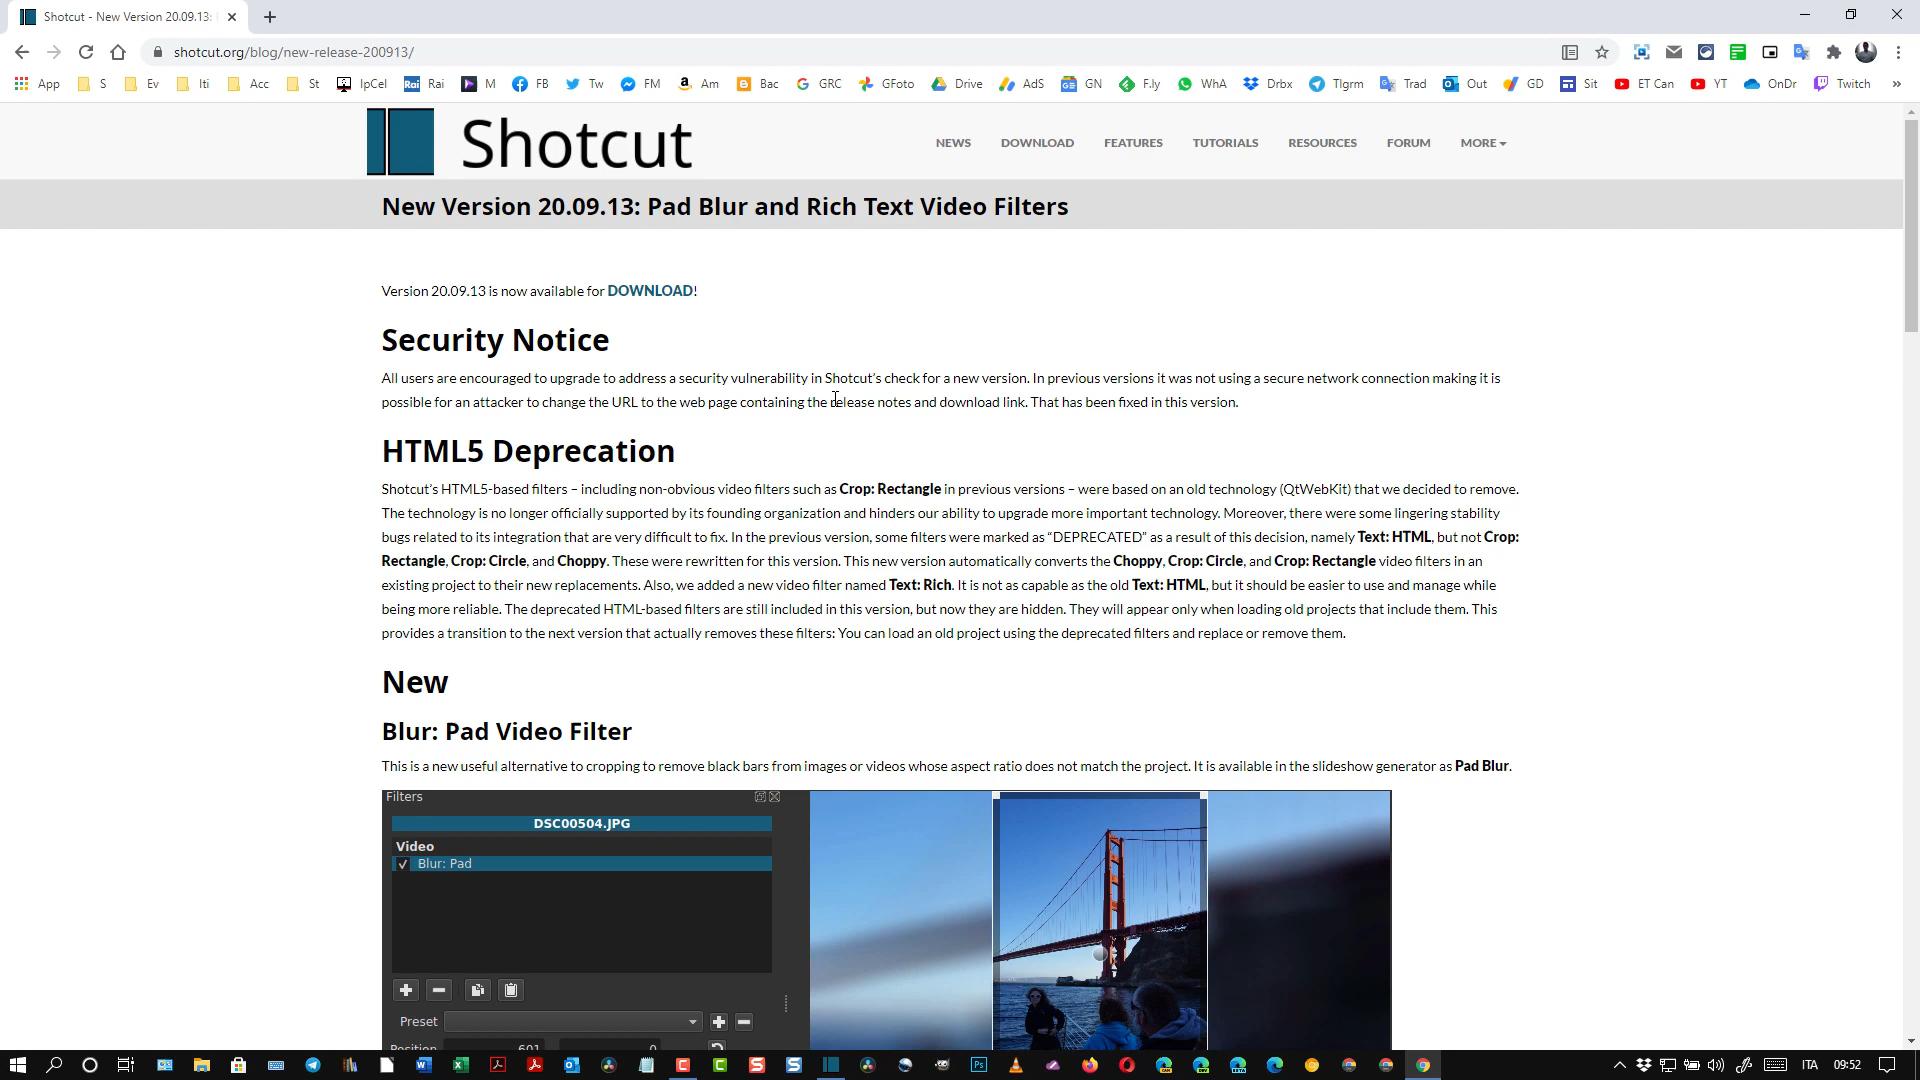 Shotcut - New Version 20.09.13:
shotcut.org/blog/new-release-200913/
App S Ev Iti Acc St IpCel Rai Rai M FB Tw FM Am Bac GRC GFoto Drive AdS GN F.ly WhA Drbx Tlgrm Trad Out GD Sit ET Can YT OnDr Twitch »
Shotcut
NEWS DOWNLOAD FEATURES TUTORIALS RESOURCES FORUM MORE
New Version 20.09.13: Pad Blur and Rich Text Video Filters
Version 20.09.13 is now available for DOWNLOAD!
Security Notice
All users are encouraged to upgrade to address a security vulnerability in Shotcut’s check for a new version. In previous versions it was not using a secure network connection making it is
possible for an attacker to change the URL to the web page containing the release notes and download link. That has been fixed in this version.
HTML5 Deprecation
Shotcut’s HTML5-based filters – including non-obvious video filters such as Crop: Rectangle in previous versions – were based on an old technology (QtWebKit) that we decided to remove.
The technology is no longer officially supported by its founding organization and hinders our ability to upgrade more important technology. Moreover, there were some lingering stability
bugs related to its integration that are very difficult to fix. In the previous version, some filters were marked as “DEPRECATED” as a result of this decision, namely Text: HTML, but not Crop:
Rectangle, Crop: Circle, and Choppy. These were rewritten for this version. This new version automatically converts the Choppy, Crop: Circle, and Crop: Rectangle video filters in an
existing project to their new replacements. Also, we added a new video filter named Text: Rich. It is not as capable as the old Text: HTML, but it should be easier to use and manage while
being more reliable. The deprecated HTML-based filters are still included in this version, but now they are hidden. They will appear only when loading old projects that include them. This
provides a transition to the next version that actually removes these filters: You can load an old project using the deprecated filters and replace or remove them.
New
Blur: Pad Video Filter
This is a new useful alternative to cropping to remove black bars from images or videos whose aspect ratio does not match the project. It is available in the slideshow generator as Pad Blur.
Filters
DSC00504.JPG
Video
Blur: Pad
Preset
Position 601 0
ITA 09:52